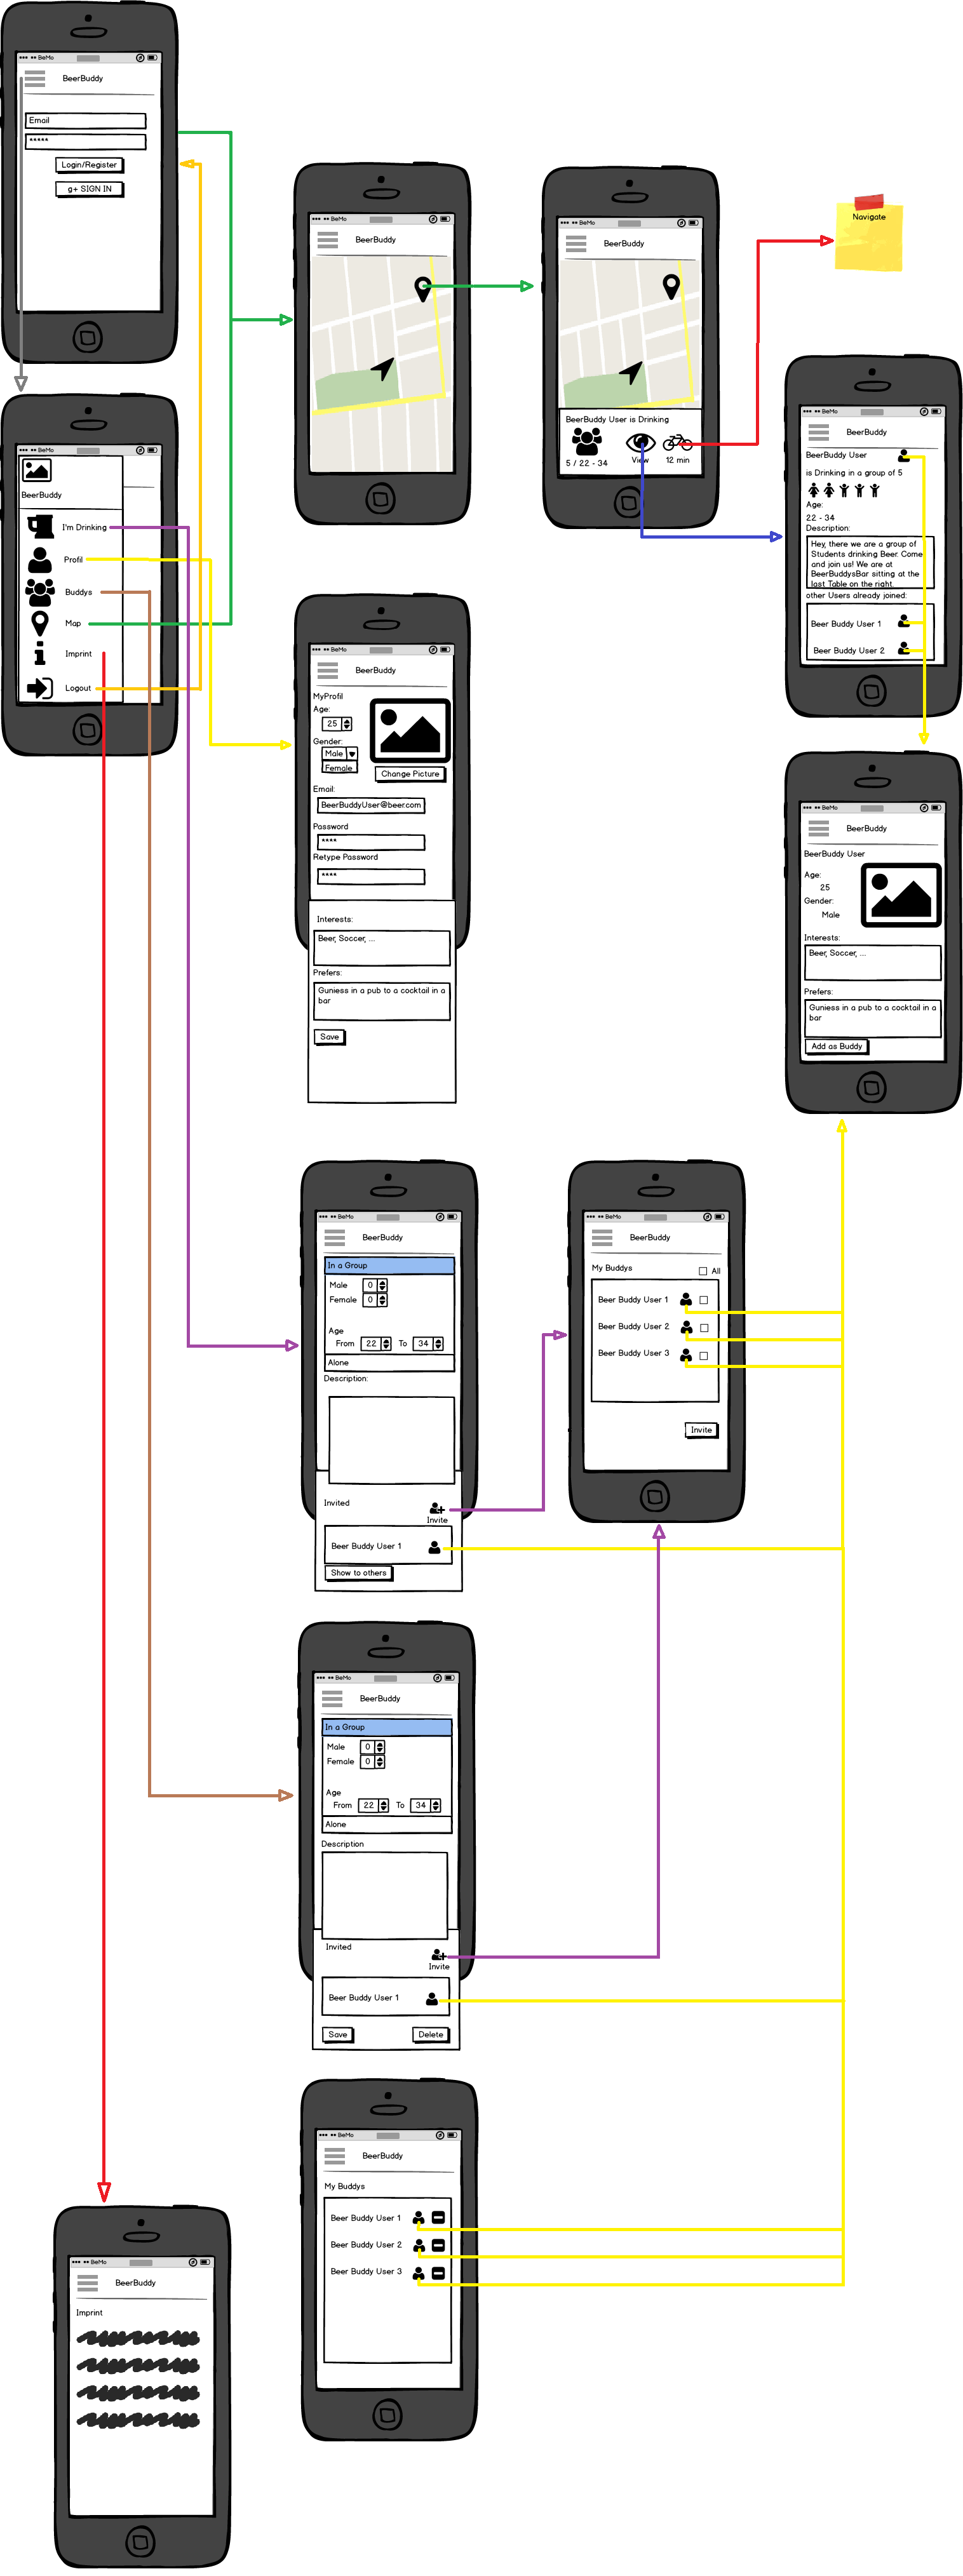 BeMo
BeerBuddy
Email
*****
Login/Register
g+ SIGN IN
BeMo
BeerBuddy
I'm Drinking
Profil
Buddys
Map
Imprint
Logout
BeMo
BeerBuddy
BeMo
BeerBuddy
BeerBuddy User is Drinking
5 / 22 - 34
View
12 min
Navigate
BeMo
BeerBuddy
BeerBuddy User
is Drinking in a group of 5
Age:
22 - 34
Description:
Hey, there we are a group of
Students drinking Beer. Come
and join us! We are at
BeerBuddysBar sitting at the
last Table on the right.
other Users already joined:
Beer Buddy User 1
Beer Buddy User 2
BeMo
BeerBuddy
MyProfil
Age:
25
Gender:
Male
Female
Change Picture
Email:
BeerBuddyUser@beer.com
Password
****
Retype Password
****
Interests:
Beer, Soccer, ...
Prefers:
Guniess in a pub to a cocktail in a
bar
Save
BeMo
BeerBuddy
BeerBuddy User
Age:
25
Gender:
Male
Interests:
Beer, Soccer, ...
Prefers:
Guniess in a pub to a cocktail in a
bar
Add as Buddy
BeMo
BeerBuddy
In a Group
Male 0
Female 0
Age
From 22 To 34
Alone
Description:
Invited
Invite
Beer Buddy User 1
Show to others
BeMo
BeerBuddy
My Buddys
All
Beer Buddy User 1
Beer Buddy User 2
Beer Buddy User 3
Invite
BeMo
BeerBuddy
In a Group
Male 0
Female 0
Age
From 22 To 34
Alone
Description
Invited
Invite
Beer Buddy User 1
Save Delete
BeMo
BeerBuddy
My Buddys
Beer Buddy User 1
Beer Buddy User 2
Beer Buddy User 3
BeMo
BeerBuddy
Imprint